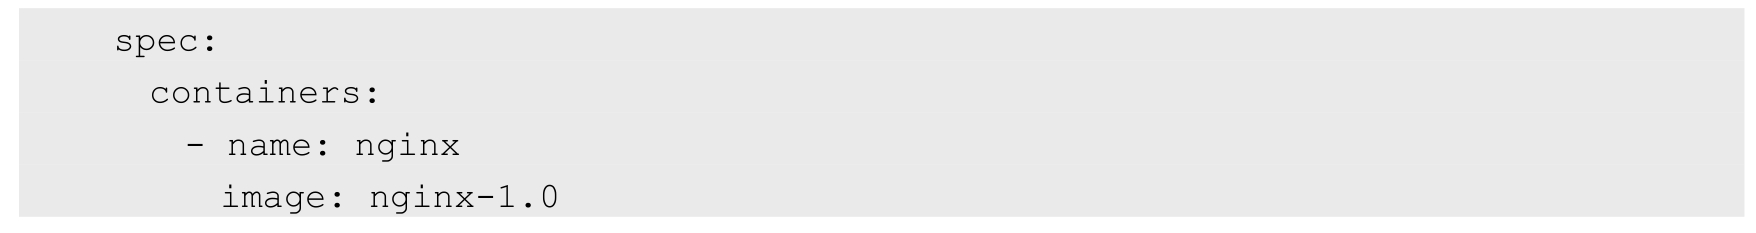 spec:
  containers:
    - name: nginx
      image: nginx-1.0